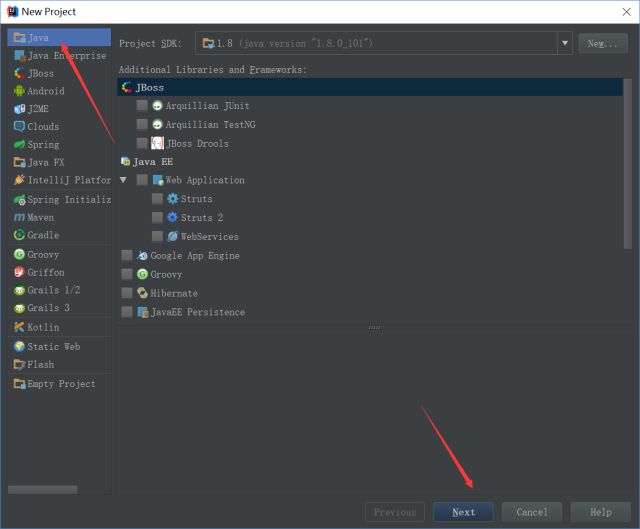 New Project
Java
Java Enterprise
JBoss
Android
J2ME
Clouds
Spring
Java FX
IntelliJ Platfor
Spring Initializ
Maven
Gradle
Groovy
Griffon
Grails 1/2
Grails 3
Kotlin
Static Web
Flash
Empty Project
Project SDK: 1.8 (java version "1.8.0_101") New...
Additional Libraries and Frameworks:
JBoss
Arquillian JUnit
Arquillian TestNG
JBoss Drools
Java EE
Web Application
Struts
Struts 2
WebServices
Google App Engine
Groovy
Hibernate
JavaEE Persistence
Previous Next Cancel Help